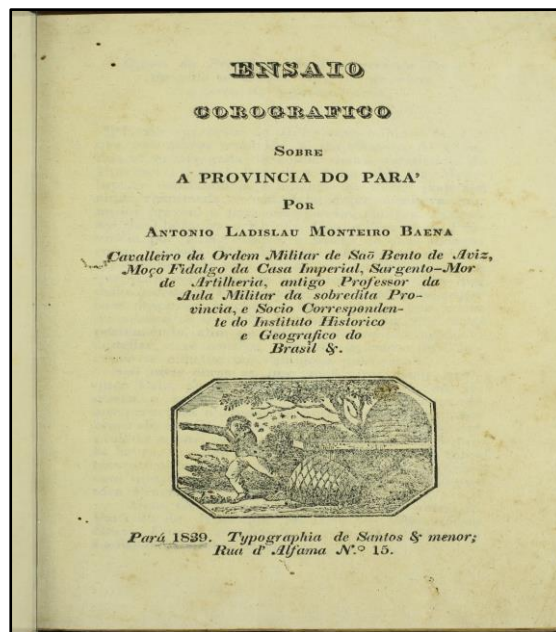 ENSAIO
COROGRAFICO
SOBRE
A PROVINCIA DO PARA'
POR
ANTONIO LADISLAU MONTEIRO BAENA
Cavalleiro da Ordem Militar de Saõ Bento de Aviz,
Moço Fidalgo da Casa Imperial, Sargento-Mor
de Artilheria, antigo Professor da
Aula Militar da sobredita Pro-
vincia, e Socio Corresponden-
te do Instituto Historico
e Geografico do
Brasil &.
Pará 1839. Typographia de Santos & menor;
Rua d' Alfama N.º 15.